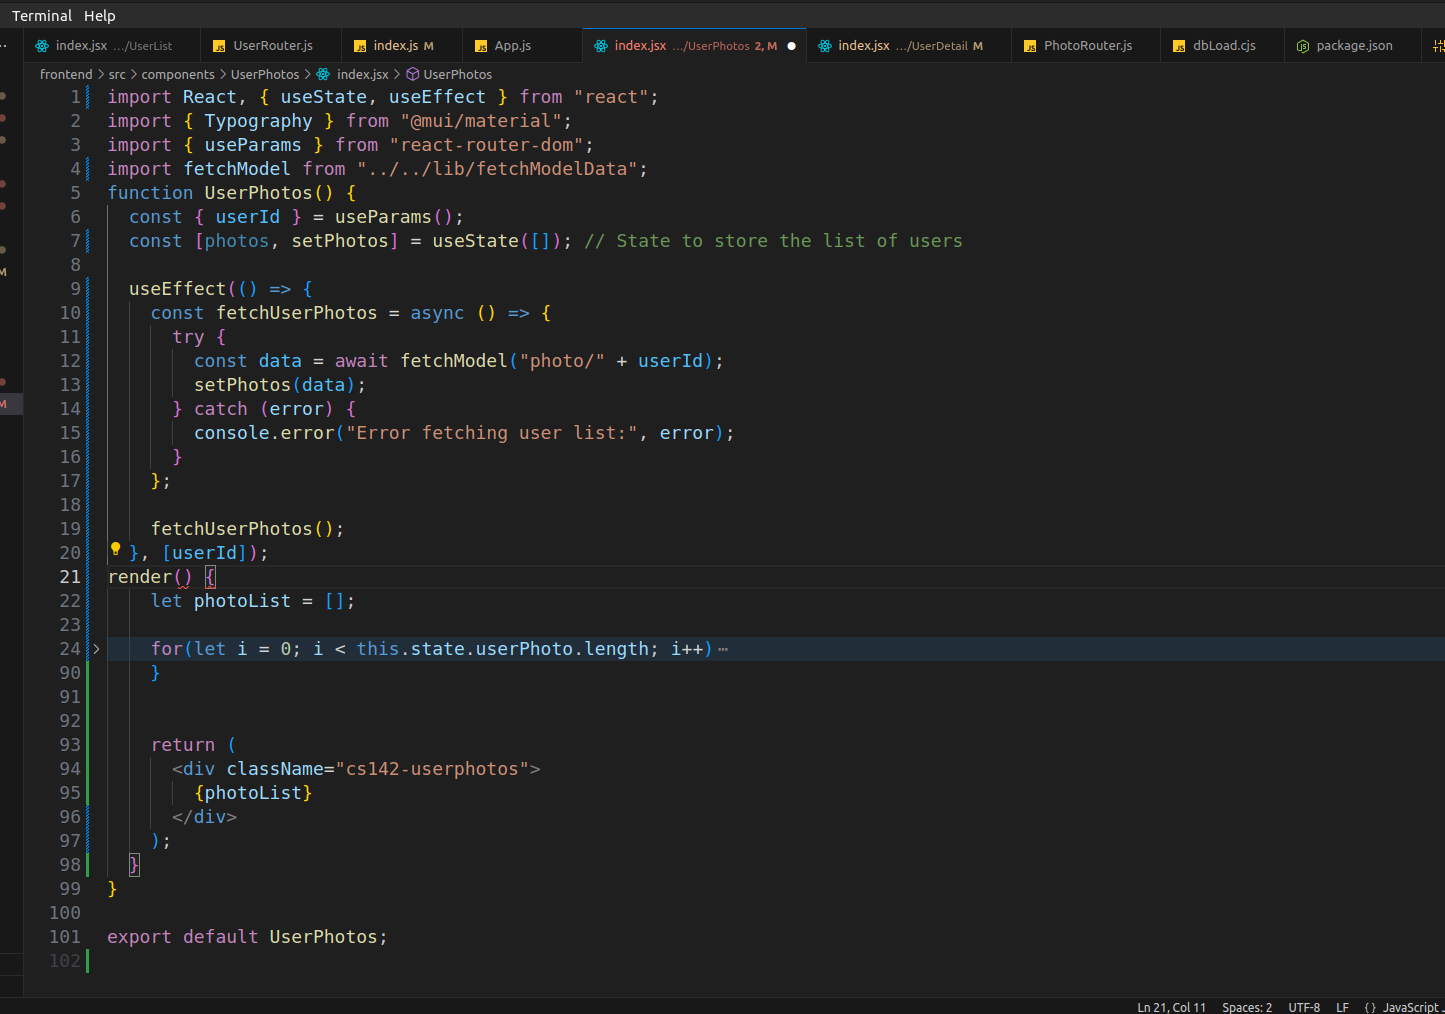 Terminal Help
index.jsx .../UserList UserRouter.js index.js M App.js index.jsx .../UserPhotos 2, M index.jsx .../UserDetail M PhotoRouter.js dbLoad.cjs package.json
frontend > src > components > UserPhotos > index.jsx > UserPhotos
1 import React, { useState, useEffect } from "react";
2 import { Typography } from "@mui/material";
3 import { useParams } from "react-router-dom";
4 import fetchModel from "../../lib/fetchModelData";
5 function UserPhotos() {
6 const { userId } = useParams();
7 const [photos, setPhotos] = useState([]); // State to store the list of users
8
9 useEffect(() => {
10 const fetchUserPhotos = async () => {
11 try {
12 const data = await fetchModel("photo/" + userId);
13 setPhotos(data);
14 } catch (error) {
15 console.error("Error fetching user list:", error);
16 }
17 };
18
19 fetchUserPhotos();
20 }, [userId]);
21 render() {
22 let photoList = [];
23
24 for(let i = 0; i < this.state.userPhoto.length; i++) ⋯
90 }
91
92
93 return (
94 <div className="cs142-userphotos">
95 {photoList}
96 </div>
97 );
98 }
99 }
100
101 export default UserPhotos;
102
M
M
Ln 21, Col 11 Spaces: 2 UTF-8 LF {} JavaScript